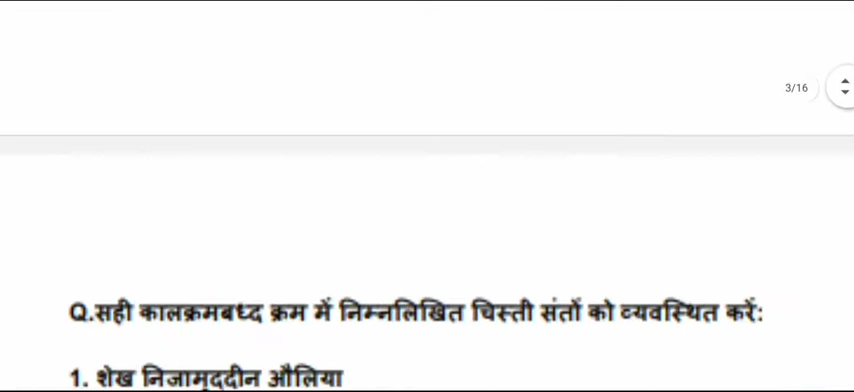 3/16
Q.सही कालक्रमबध्द क्रम में निम्नलिखित चिस्ती संतों को व्यवस्थित करें:
1. शेख निजामुद्दीन औलिया